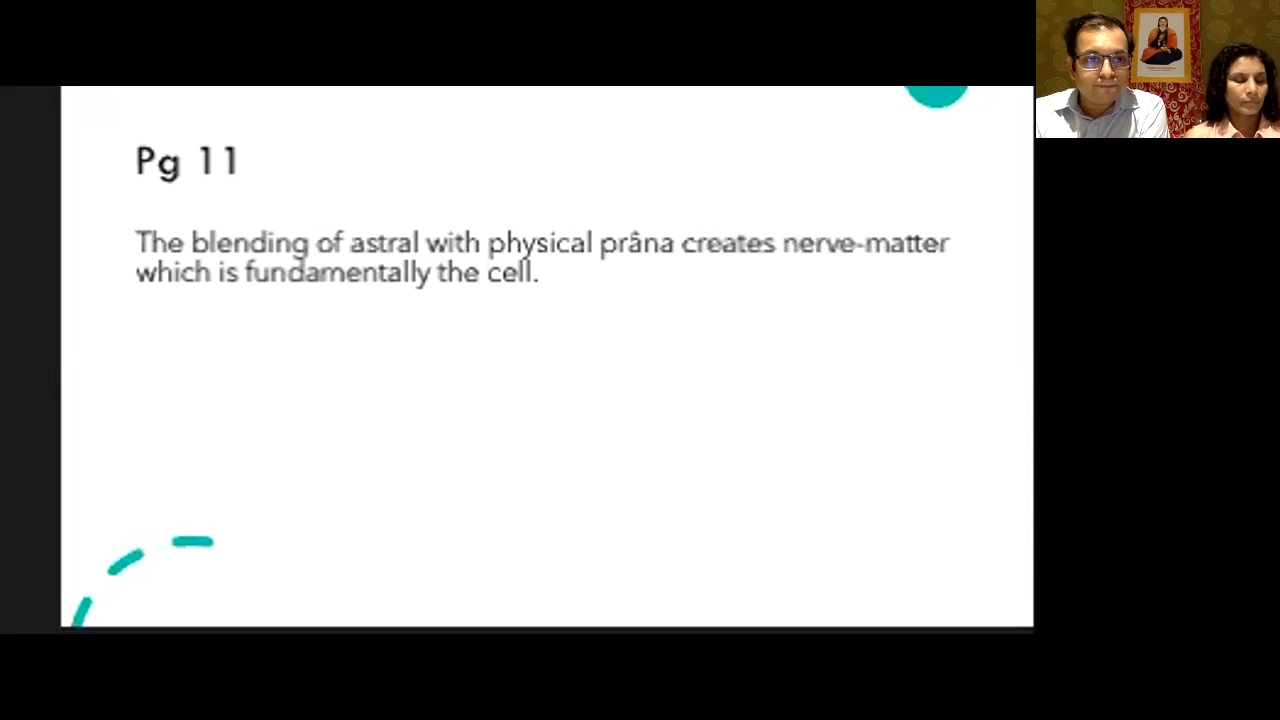 Pg 11
The blending of astral with physical prâna creates nerve-matter
which is fundamentally the cell.